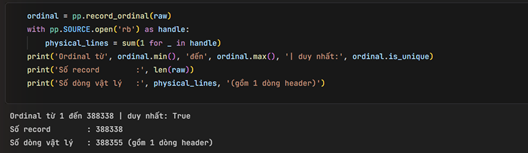 ordinal = pp.record_ordinal(raw)
with pp.SOURCE.open('rb') as handle:
    physical_lines = sum(1 for _ in handle)
print('Ordinal từ', ordinal.min(), 'đến', ordinal.max(), '| duy nhất:', ordinal.is_unique)
print('Số record       :', len(raw))
print('Số dòng vật lý  :', physical_lines, '(gồm 1 dòng header)')
Ordinal từ 1 đến 388338 | duy nhất: True
Số record       : 388338
Số dòng vật lý  : 388355 (gồm 1 dòng header)